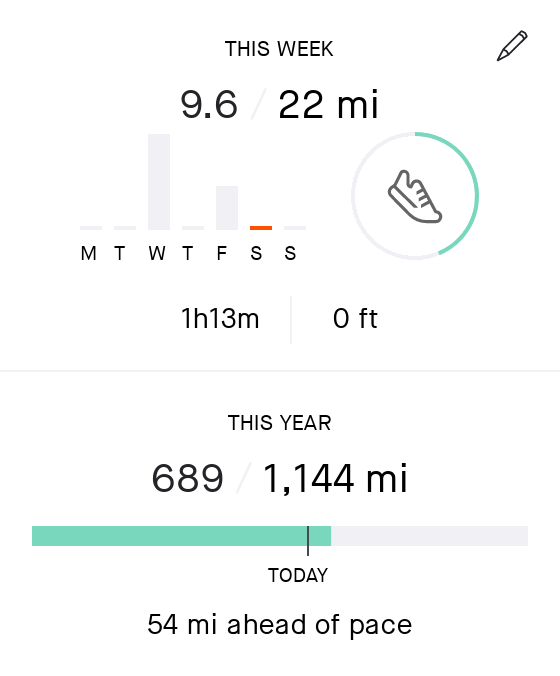 THIS WEEK
9.6 / 22 mi
M T W T F S S
1h13m 0 ft
THIS YEAR
689 / 1,144 mi
TODAY
54 mi ahead of pace